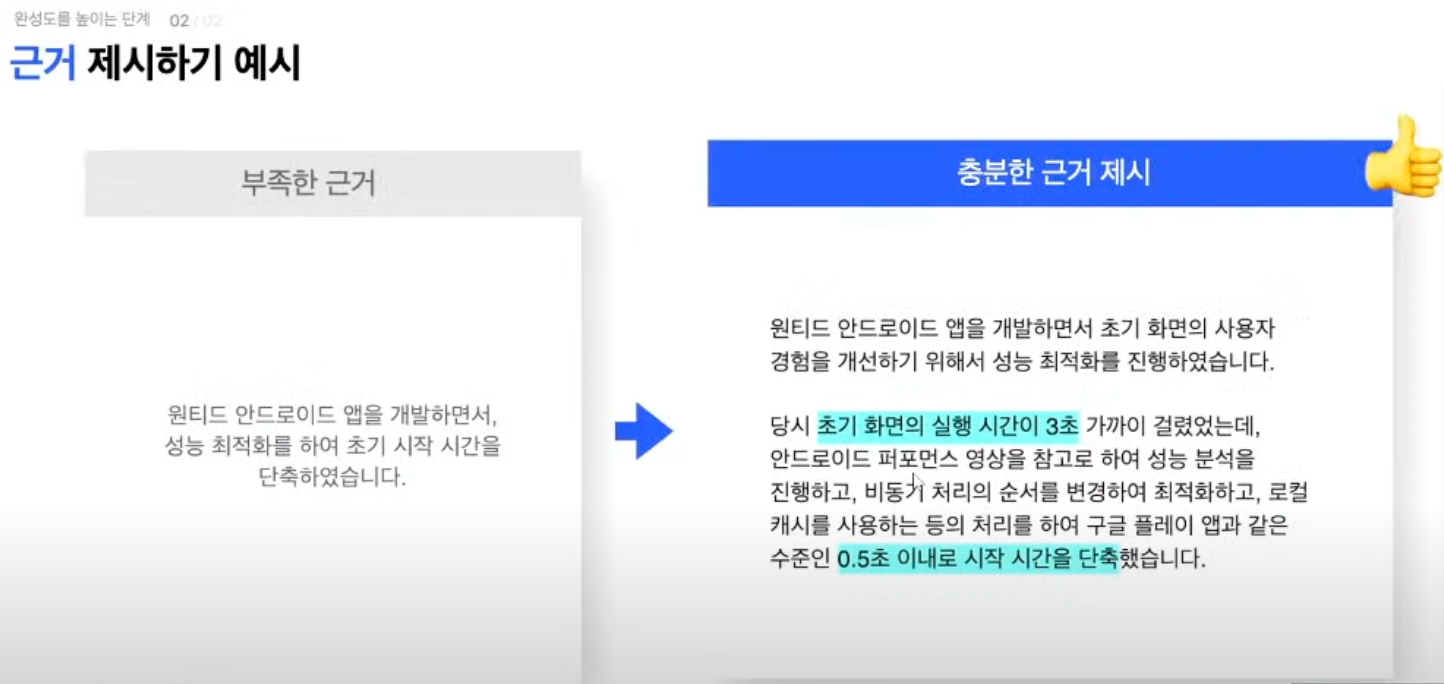 완성도를 높이는 단계 02 / 02
근거 제시하기 예시
부족한 근거
원티드 안드로이드 앱을 개발하면서,
성능 최적화를 하여 초기 시작 시간을
단축하였습니다.
충분한 근거 제시
원티드 안드로이드 앱을 개발하면서 초기 화면의 사용자
경험을 개선하기 위해서 성능 최적화를 진행하였습니다.
당시 초기 화면의 실행 시간이 3초 가까이 걸렸었는데,
안드로이드 퍼포먼스 영상을 참고로 하여 성능 분석을
진행하고, 비동기 처리의 순서를 변경하여 최적화하고, 로컬
캐시를 사용하는 등의 처리를 하여 구글 플레이 앱과 같은
수준인 0.5초 이내로 시작 시간을 단축했습니다.